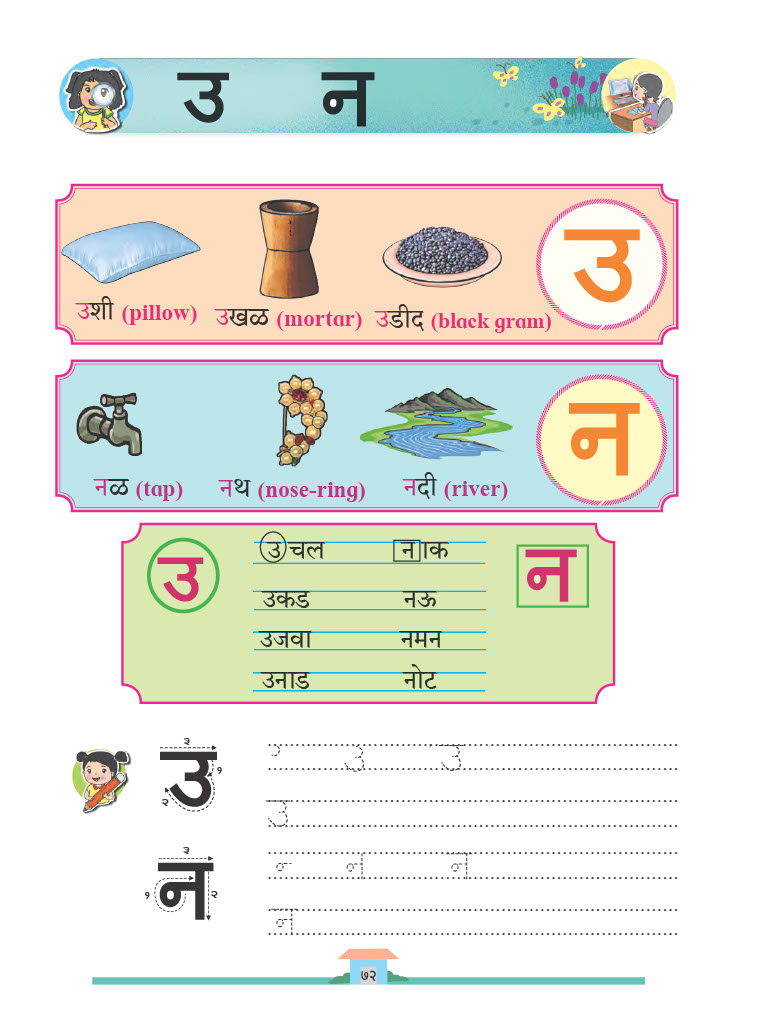 उ न
उशी (pillow) उखळ (mortar) उडीद (black gram) उ
नळ (tap) नथ (nose-ring) नदी (river) न
उ उचल नाक न
उकड नऊ
उजवा नमन
उनाड नोट
३
उ १
२
उ उ
उ
३
१ न २
न न
न
७२